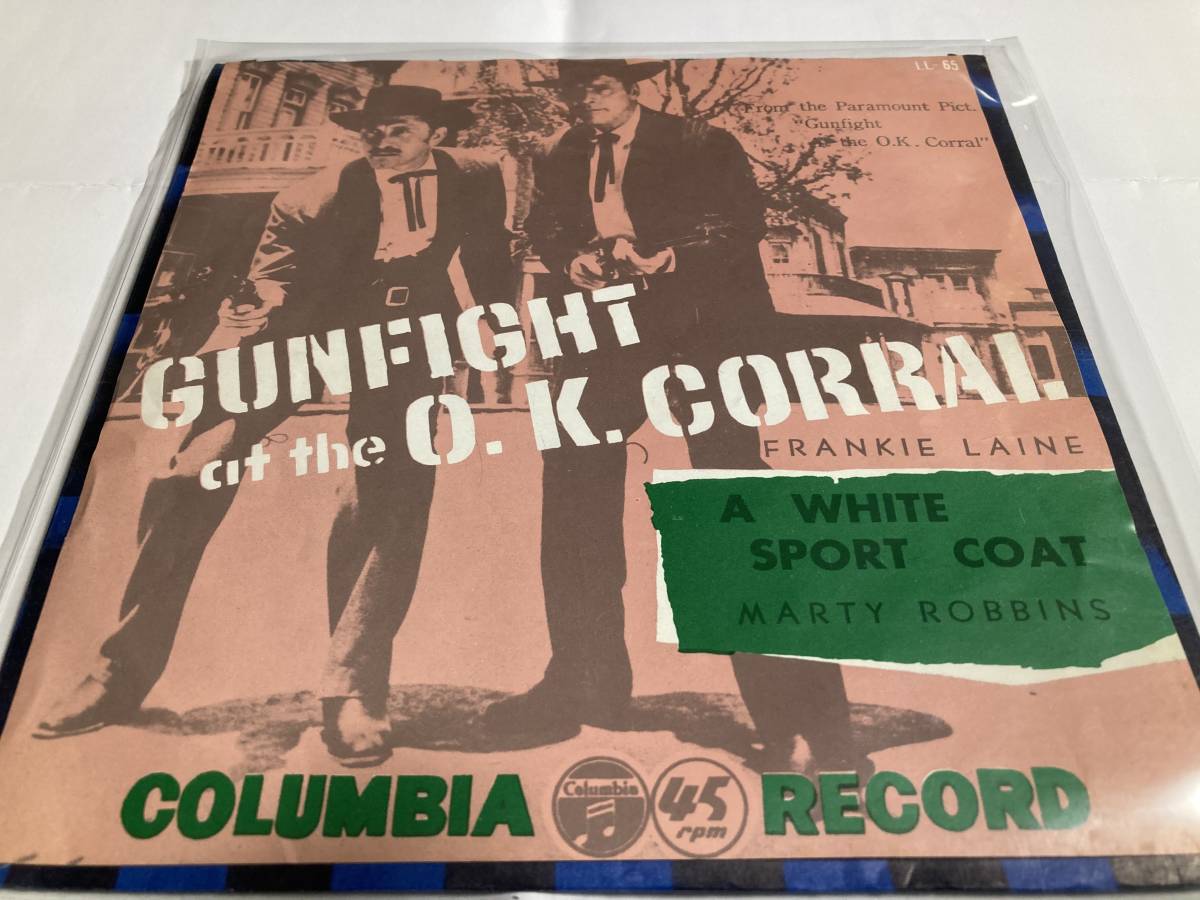 LL-65
From the Paramount Pict.
"Gunfight
the O.K. Corral"
GUNFIGHT
at the O. K. CORRAL
FRANKIE LAINE
A WHITE
SPORT COAT
MARTY ROBBINS
COLUMBIA Columbia 45 rpm RECORD